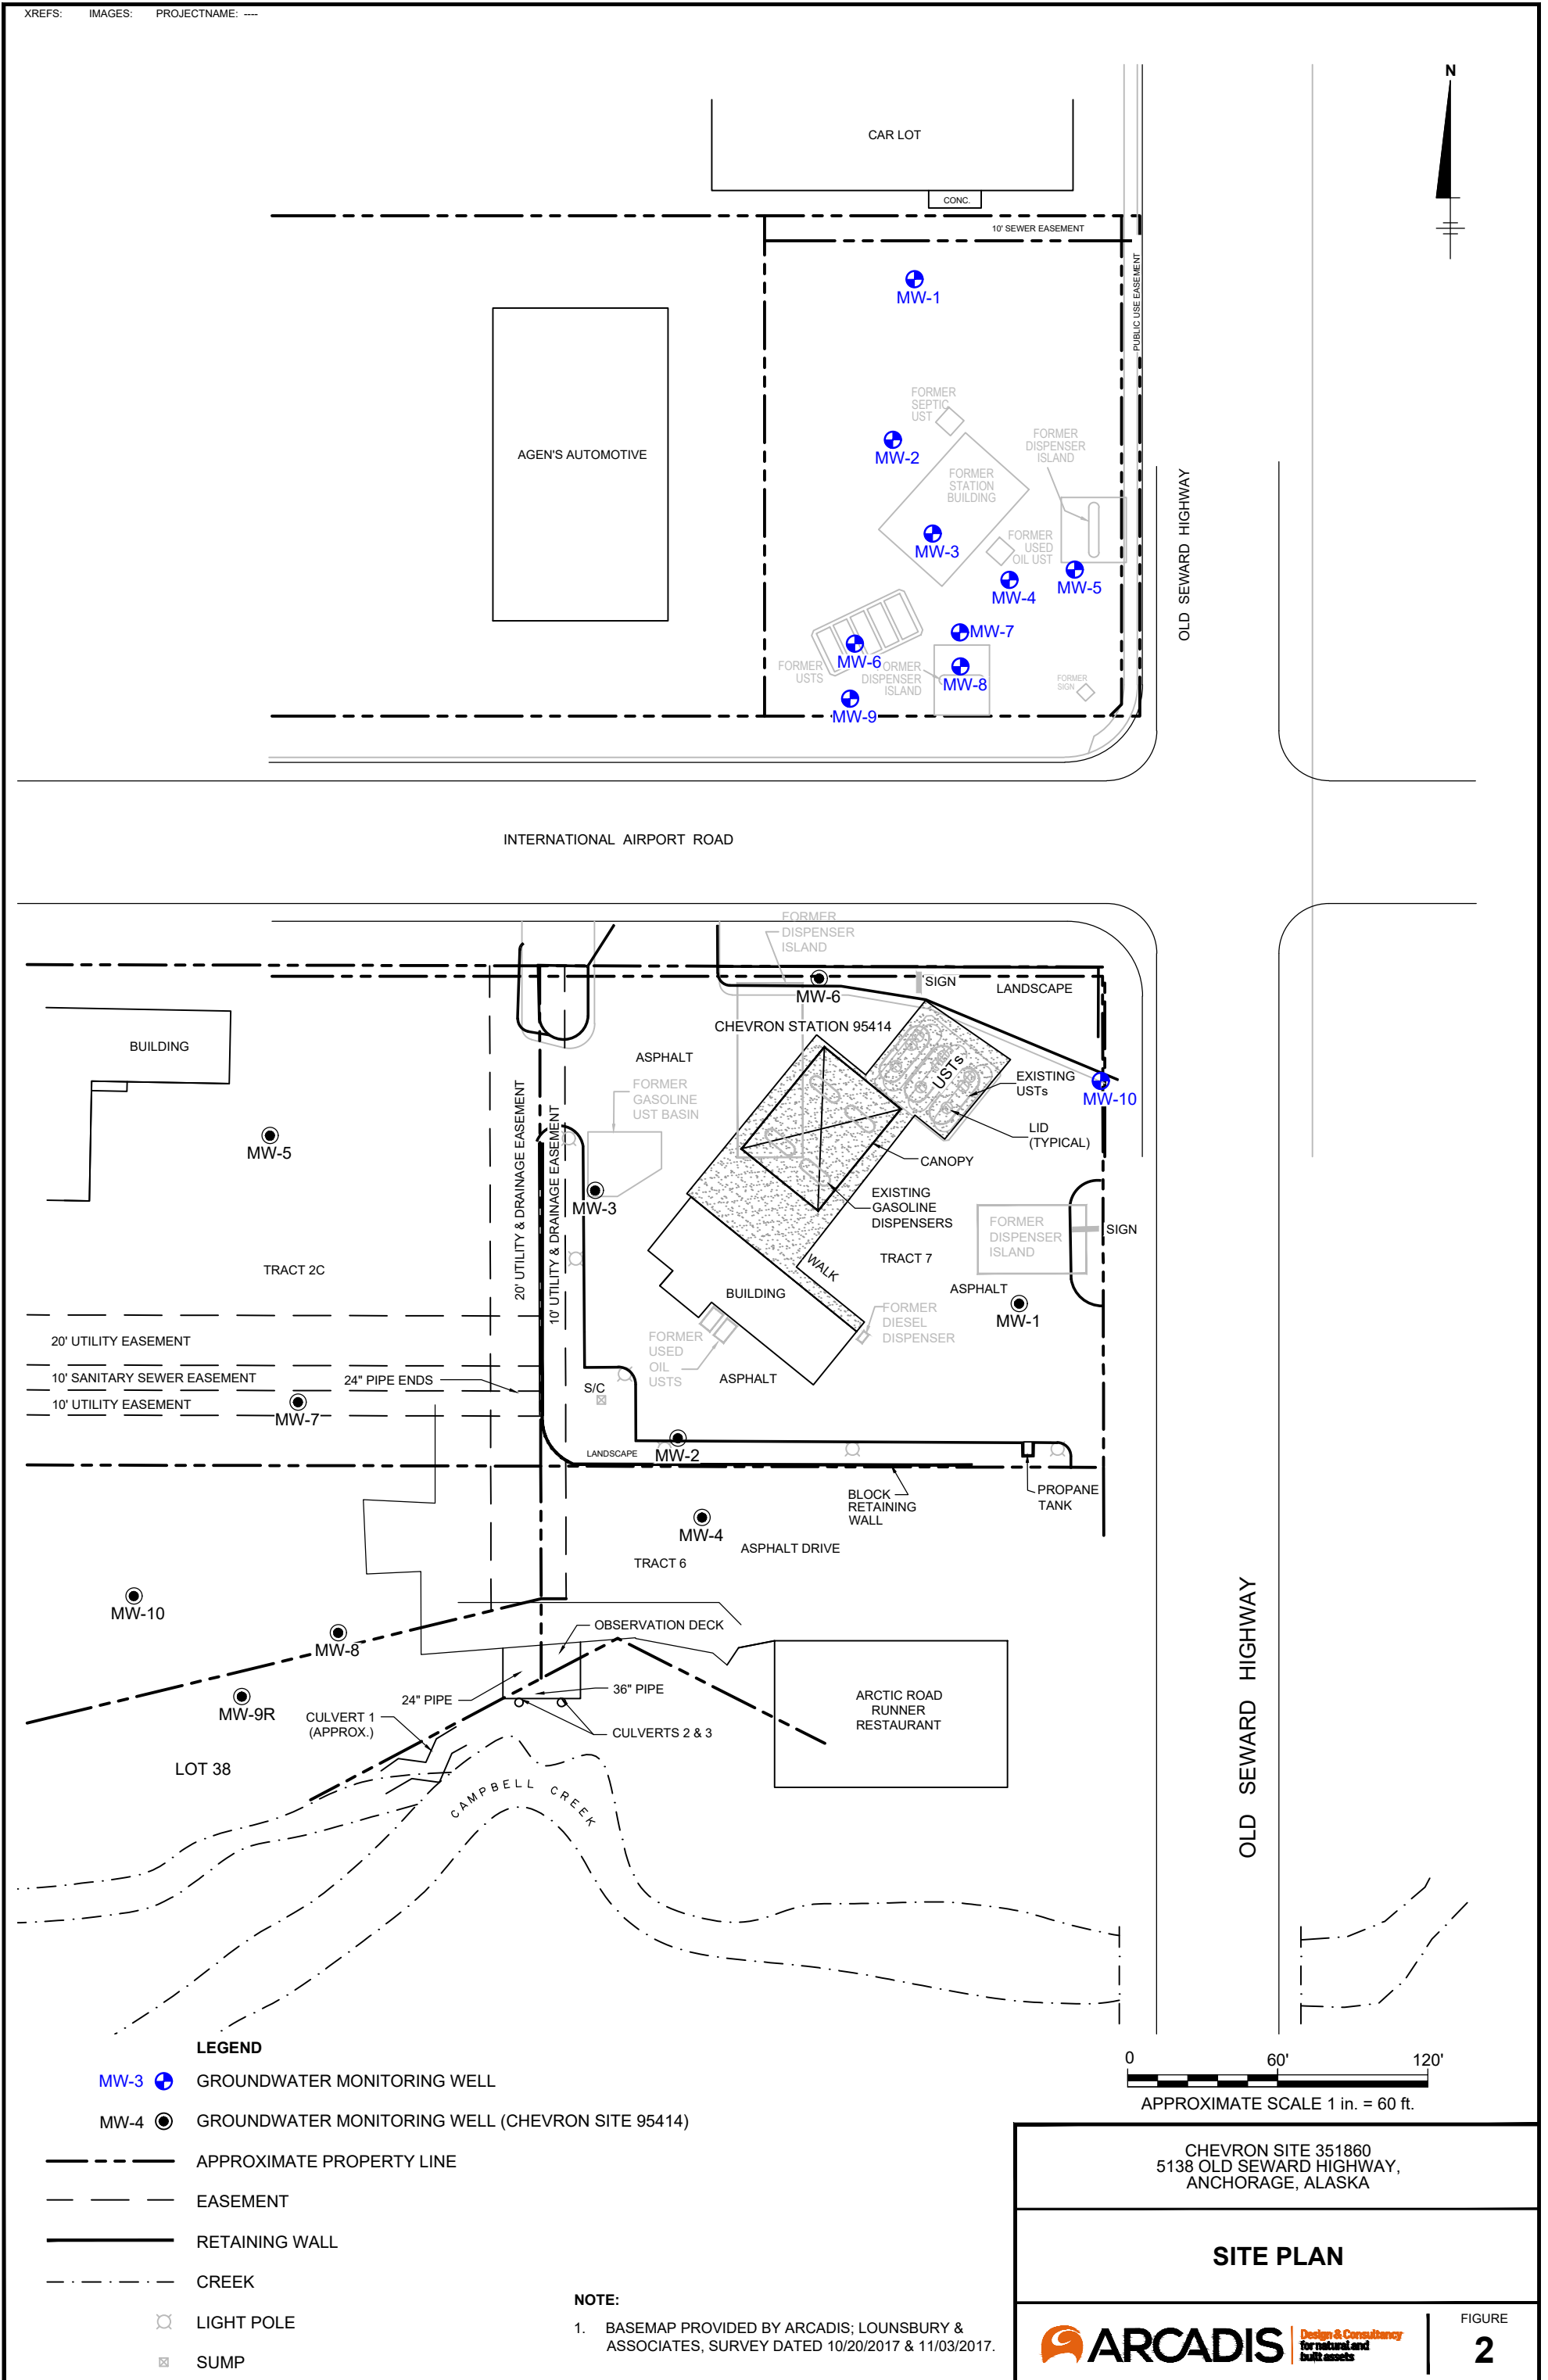 XREFS: IMAGES: PROJECTNAME: ----
N
CAR LOT
CONC.
10' SEWER EASEMENT
PUBLIC USE EASEMENT
MW-1
FORMER
SEPTIC
UST
MW-2
FORMER
DISPENSER
ISLAND
AGEN'S AUTOMOTIVE
FORMER
STATION
BUILDING
MW-3
FORMER
USED
OIL UST
MW-4
MW-5
OLD SEWARD HIGHWAY
MW-7
MW-6
FORMER
USTS
FORMER
DISPENSER
ISLAND
MW-8
FORMER
SIGN
MW-9
INTERNATIONAL AIRPORT ROAD
FORMER
DISPENSER
ISLAND
MW-6
SIGN
LANDSCAPE
CHEVRON STATION 95414
BUILDING
ASPHALT
USTs
EXISTING
USTs
MW-10
FORMER
GASOLINE
UST BASIN
LID
(TYPICAL)
MW-5
20' UTILITY & DRAINAGE EASEMENT
10' UTILITY & DRAINAGE EASEMENT
CANOPY
MW-3
EXISTING
GASOLINE
DISPENSERS
FORMER
DISPENSER
ISLAND
SIGN
TRACT 2C
WALK
TRACT 7
BUILDING
ASPHALT
MW-1
20' UTILITY EASEMENT
FORMER
USED
OIL
USTS
FORMER
DIESEL
DISPENSER
10' SANITARY SEWER EASEMENT
24" PIPE ENDS
S/C
ASPHALT
10' UTILITY EASEMENT
MW-7
LANDSCAPE
MW-2
BLOCK
RETAINING
WALL
PROPANE
TANK
MW-4
ASPHALT DRIVE
TRACT 6
MW-10
MW-8
OBSERVATION DECK
24" PIPE
36" PIPE
MW-9R
CULVERT 1
(APPROX.)
CULVERTS 2 & 3
ARCTIC ROAD
RUNNER
RESTAURANT
LOT 38
CAMPBELL CREEK
OLD SEWARD HIGHWAY
LEGEND
MW-3 GROUNDWATER MONITORING WELL
MW-4 GROUNDWATER MONITORING WELL (CHEVRON SITE 95414)
APPROXIMATE PROPERTY LINE
EASEMENT
RETAINING WALL
CREEK
LIGHT POLE
SUMP
NOTE:
1. BASEMAP PROVIDED BY ARCADIS; LOUNSBURY &
ASSOCIATES, SURVEY DATED 10/20/2017 & 11/03/2017.
0 60' 120'
APPROXIMATE SCALE 1 in. = 60 ft.
CHEVRON SITE 351860
5138 OLD SEWARD HIGHWAY,
ANCHORAGE, ALASKA
SITE PLAN
ARCADIS
Design & Consultancy
for natural and
built assets
FIGURE
2